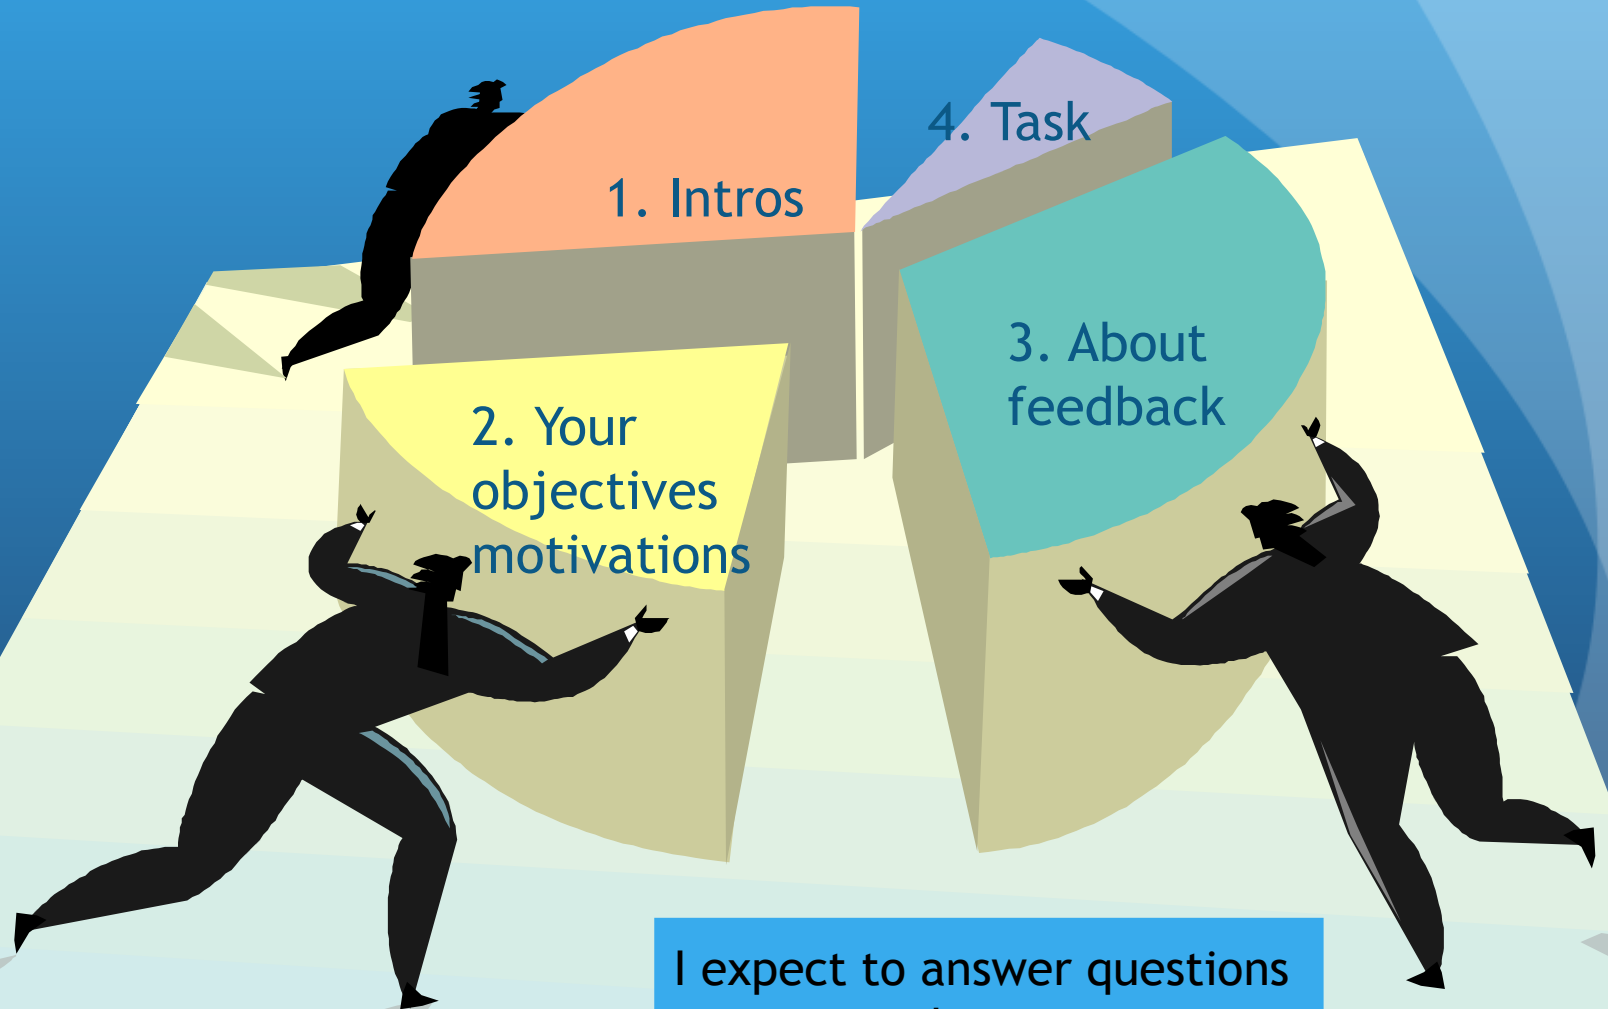 1. Intros
2. Your
objectives
motivations
3. About
feedback
4. Task
I expect to answer questions